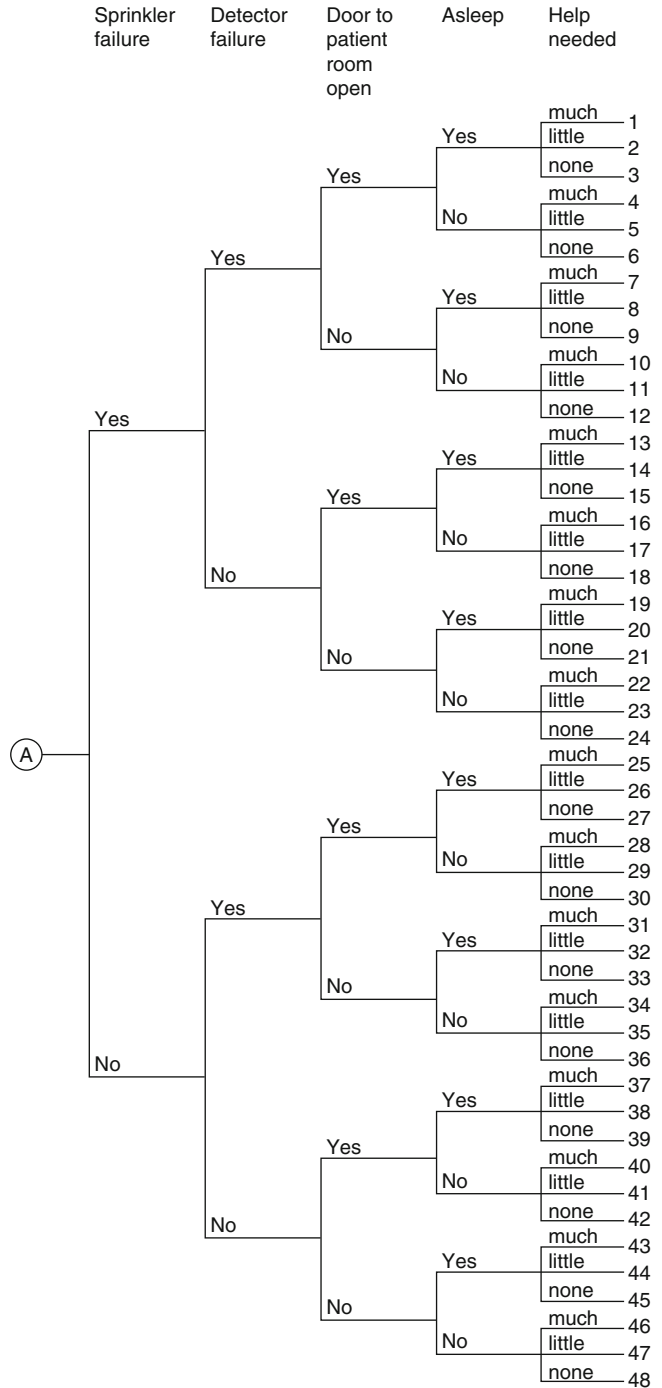 Sprinkler failure
Detector failure
Door to patient room open
Asleep
Help needed
much 1
Yes little 2
none 3
Yes
much 4
No little 5
none 6
Yes
much 7
Yes little 8
none 9
No
much 10
No little 11
none 12
Yes
much 13
Yes little 14
none 15
Yes
much 16
No little 17
none 18
No
much 19
Yes little 20
none 21
No
much 22
No little 23
none 24
A
much 25
Yes little 26
none 27
Yes
much 28
No little 29
none 30
Yes
much 31
Yes little 32
none 33
No
much 34
No little 35
none 36
No
much 37
Yes little 38
none 39
Yes
much 40
No little 41
none 42
No
much 43
Yes little 44
none 45
No
much 46
No little 47
none 48